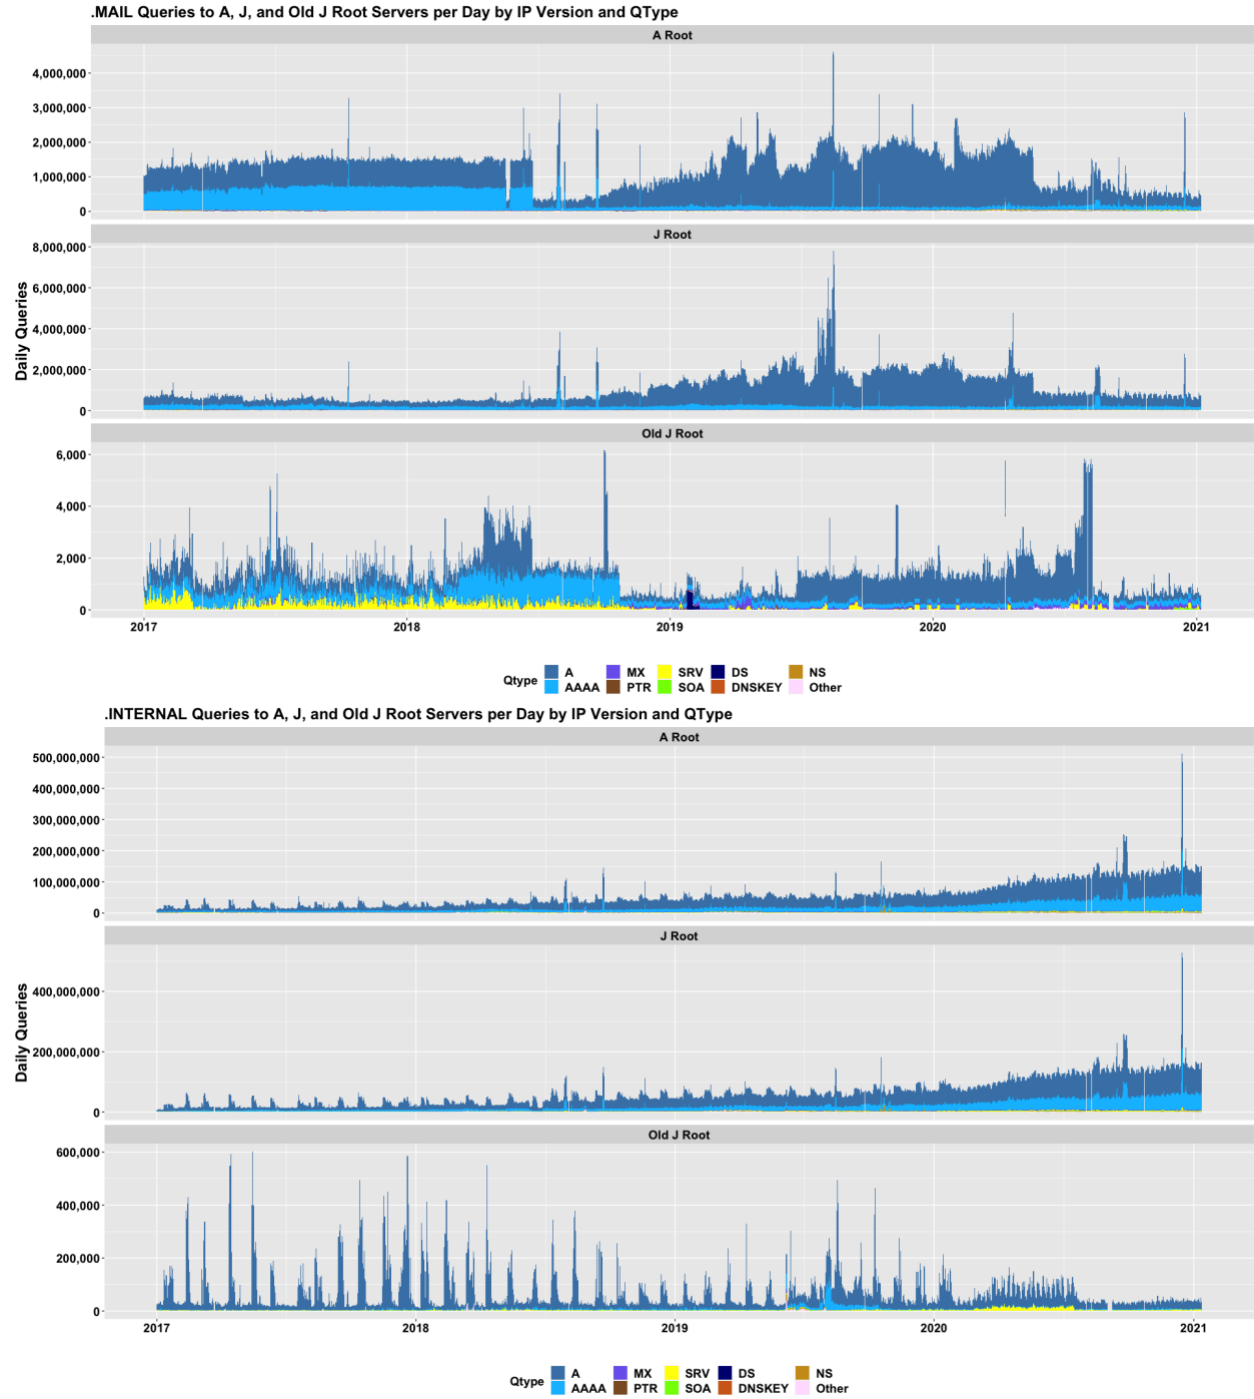 .MAIL Queries to A, J, and Old J Root Servers per Day by IP Version and QType
A Root
4,000,000
3,000,000
2,000,000
1,000,000
0
J Root
8,000,000
6,000,000
4,000,000
2,000,000
0
Daily Queries
Old J Root
6,000
4,000
2,000
0
2017 2018 2019 2020 2021
Qtype A MX SRV DS NS
AAAA PTR SOA DNSKEY Other
.INTERNAL Queries to A, J, and Old J Root Servers per Day by IP Version and QType
A Root
500,000,000
400,000,000
300,000,000
200,000,000
100,000,000
0
J Root
400,000,000
200,000,000
0
Daily Queries
Old J Root
600,000
400,000
200,000
0
2017 2018 2019 2020 2021
Qtype A MX SRV DS NS
AAAA PTR SOA DNSKEY Other